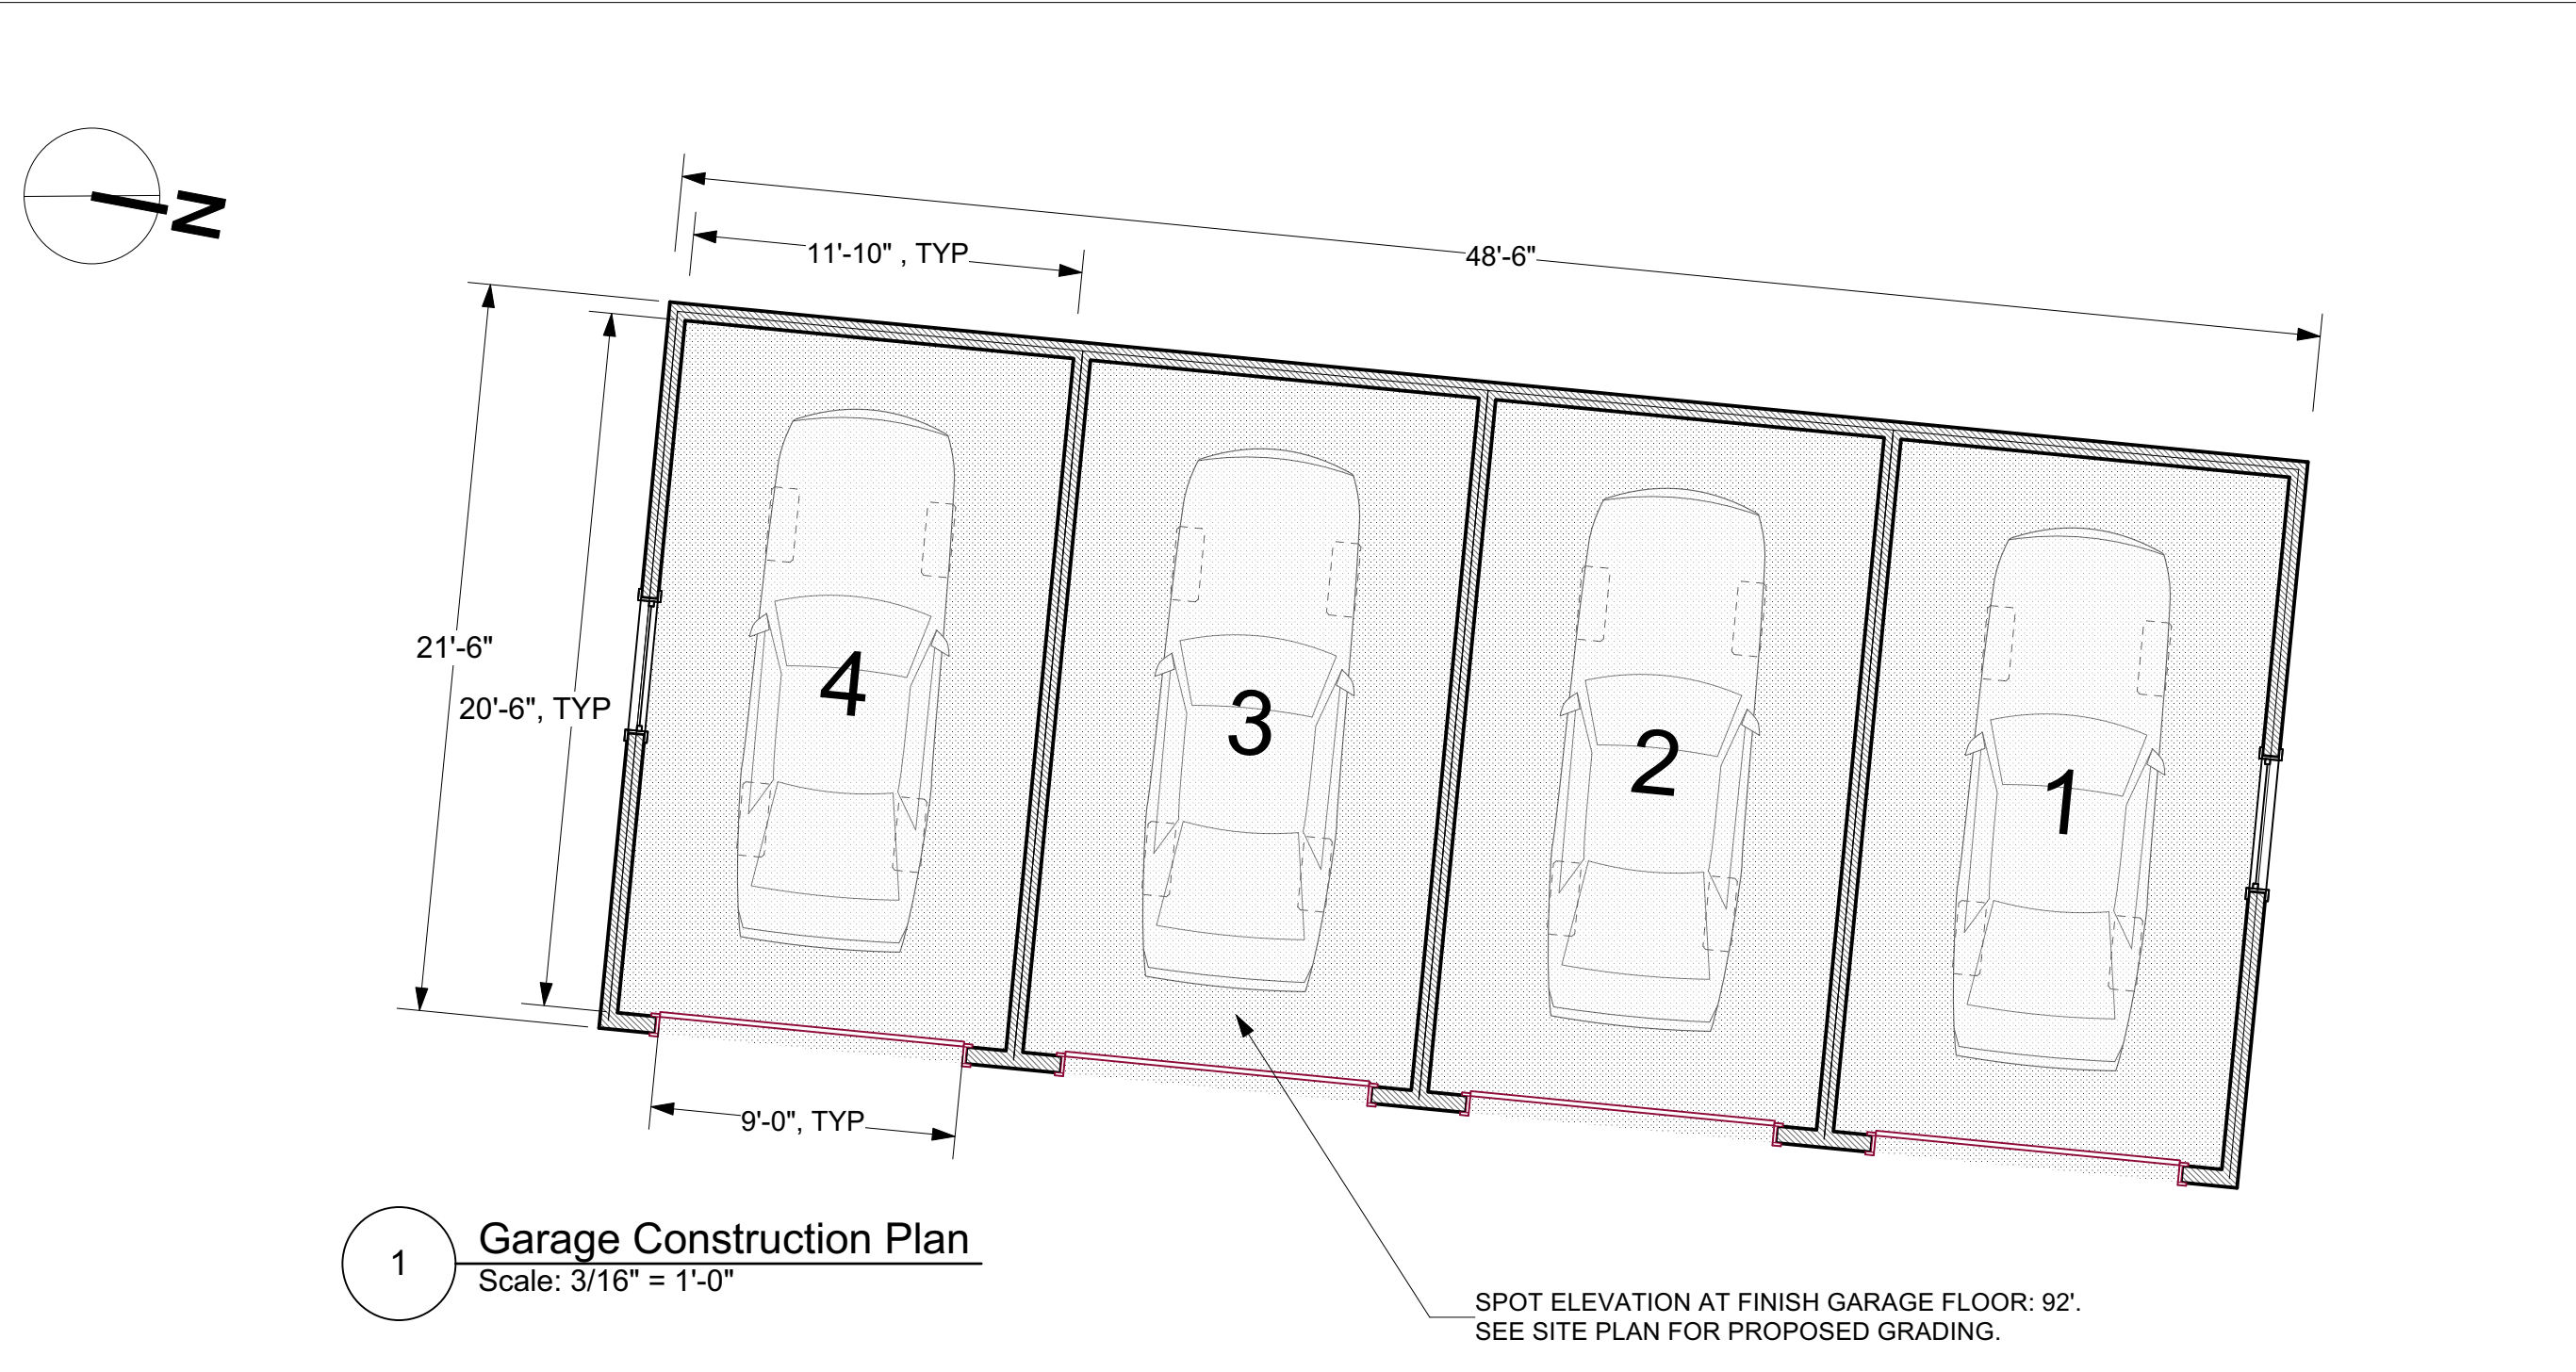 N
11'-10" , TYP
48'-6"
21'-6"
20'-6", TYP
4
3
2
1
9'-0", TYP
1
Garage Construction Plan
Scale: 3/16" = 1'-0"
SPOT ELEVATION AT FINISH GARAGE FLOOR: 92'.
SEE SITE PLAN FOR PROPOSED GRADING.